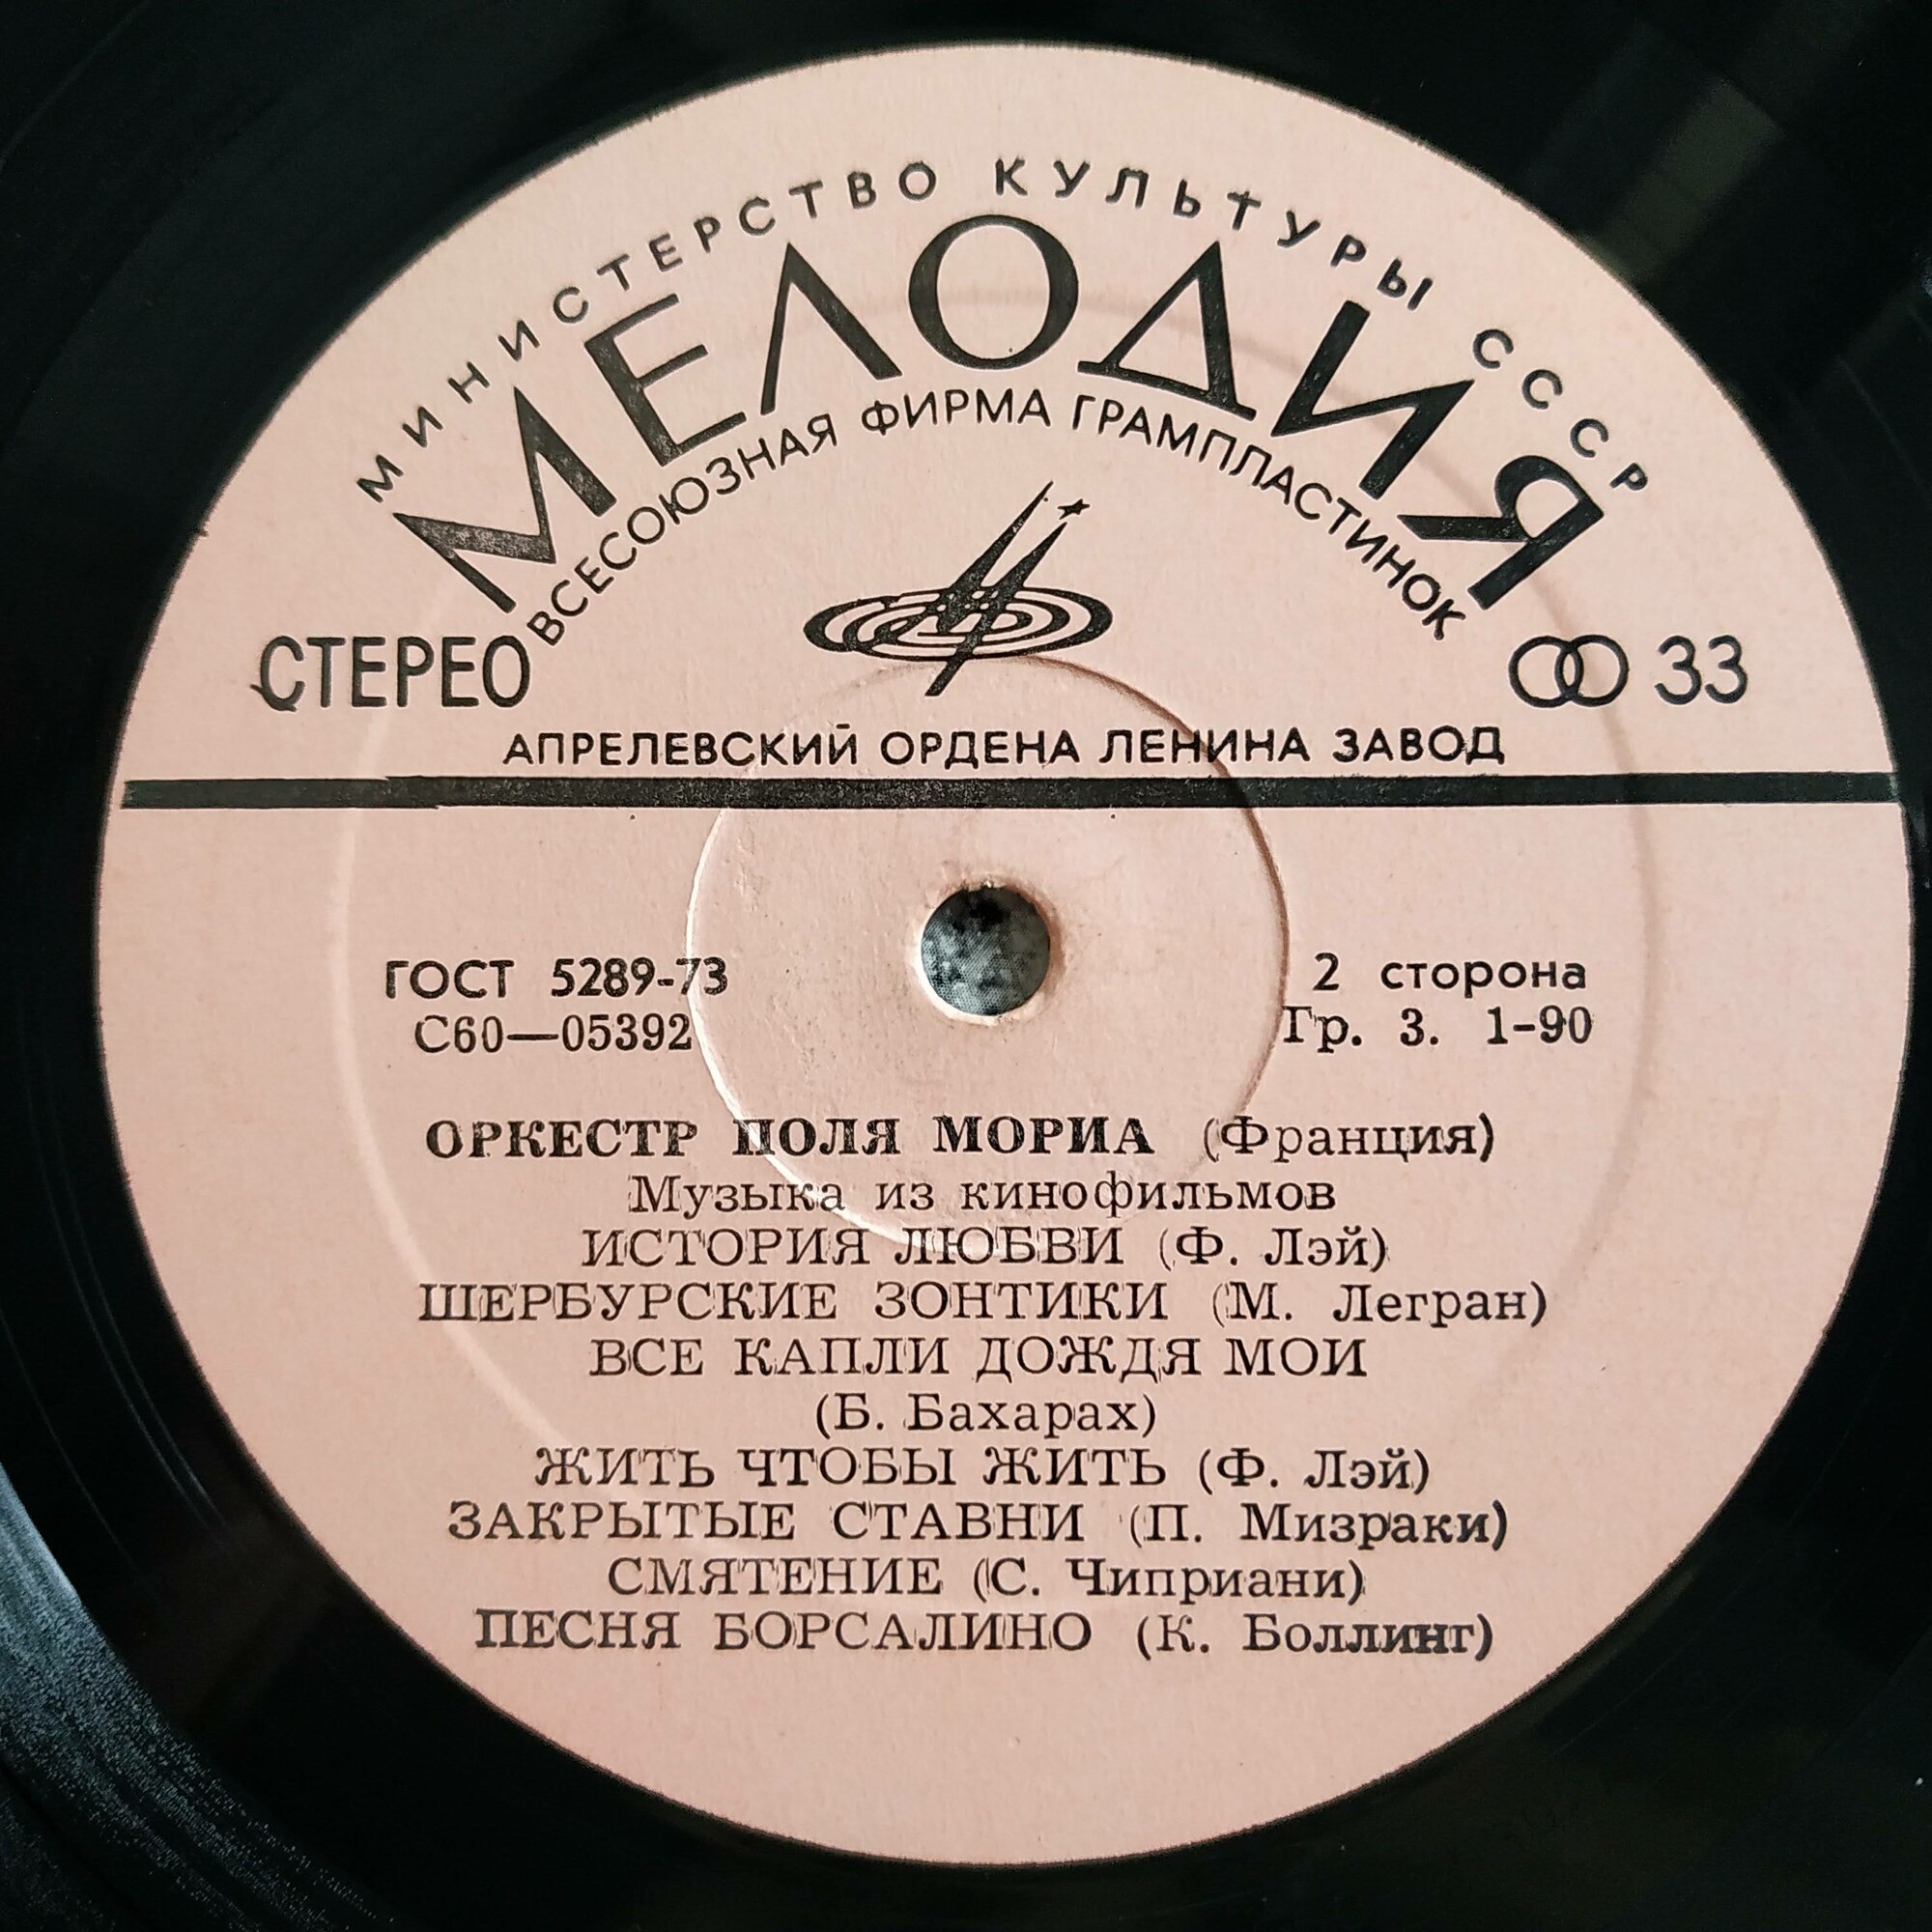 МИНИСТЕРСТВО КУЛЬТУРЫ СССР
МЕЛОДИЯ
ВСЕСОЮЗНАЯ ФИРМА ГРАМПЛАСТИНОК
СТЕРЕО 33
АПРЕЛЕВСКИЙ ОРДЕНА ЛЕНИНА ЗАВОД
ГОСТ 5289-73 2 сторона
С60—05392 Гр. 3. 1-90
ОРКЕСТР ПОЛЯ МОРИА (Франция)
Музыка из кинофильмов
ИСТОРИЯ ЛЮБВИ (Ф. Лэй)
ШЕРБУРСКИЕ ЗОНТИКИ (М. Легран)
ВСЕ КАПЛИ ДОЖДЯ МОИ
(Б. Бахарах)
ЖИТЬ ЧТОБЫ ЖИТЬ (Ф. Лэй)
ЗАКРЫТЫЕ СТАВНИ (П. Мизраки)
СМЯТЕНИЕ (С. Чиприани)
ПЕСНЯ БОРСАЛИНО (К. Боллинг)